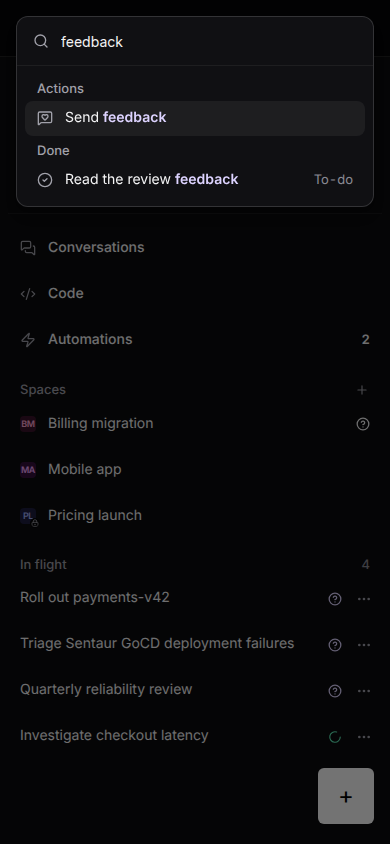 feedback
Actions
Send feedback
Done
Read the review feedback To-do
Conversations
Code
Automations 2
Spaces +
BM Billing migration
MA Mobile app
PL Pricing launch
In flight 4
Roll out payments-v42
Triage Sentaur GoCD deployment failures
Quarterly reliability review
Investigate checkout latency
+